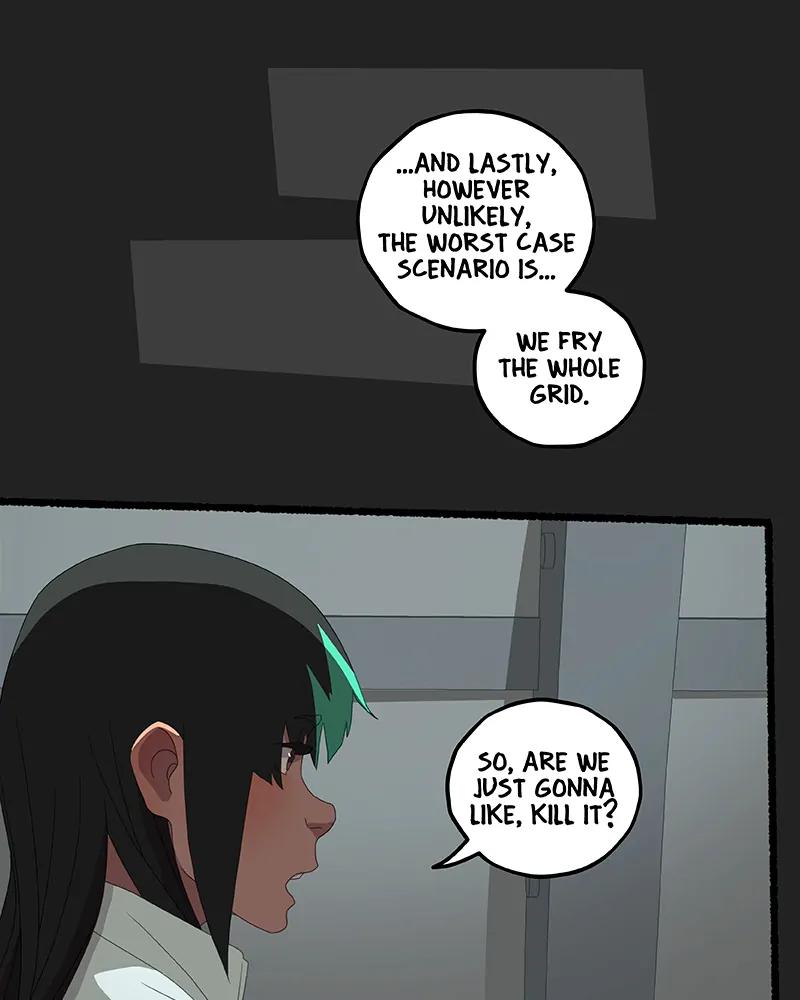 ...AND LASTLY,
HOWEVER
UNLIKELY,
THE WORST CASE
SCENARIO IS...
WE FRY
THE WHOLE
GRID.
SO, ARE WE
JUST GONNA
LIKE, KILL IT?